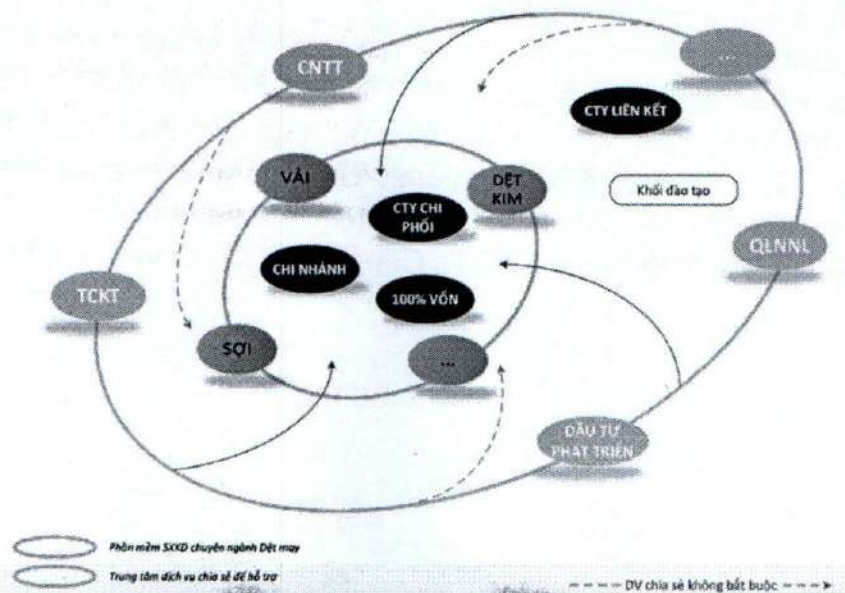 CNTT
...
CTY LIÊN KẾT
VẢI
DỆT
KIM
Khối đào tạo
CTY CHI
PHỐI
QLNNL
CHI NHÁNH
TCKT
100% VỐN
SỢI
...
ĐẦU TƯ
PHÁT TRIỂN
Phần mềm SXKD chuyên ngành Dệt may
Trung tâm dịch vụ chia sẻ để hỗ trợ
DV chia sẻ không bắt buộc